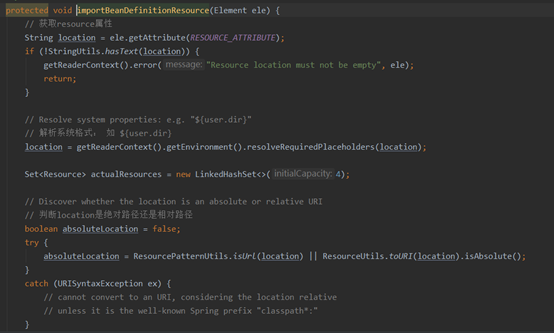 protected void importBeanDefinitionResource(Element ele) {
// 获取resource属性
String location = ele.getAttribute(RESOURCE_ATTRIBUTE);
if (!StringUtils.hasText(location)) {
getReaderContext().error( message: "Resource location must not be empty", ele);
return;
}
// Resolve system properties: e.g. "${user.dir}"
// 解析系统格式： 如 ${user.dir}
location = getReaderContext().getEnvironment().resolveRequiredPlaceholders(location);
Set<Resource> actualResources = new LinkedHashSet<>( initialCapacity: 4);
// Discover whether the location is an absolute or relative URI
// 判断location是绝对路径还是相对路径
boolean absoluteLocation = false;
try {
absoluteLocation = ResourcePatternUtils.isUrl(location) || ResourceUtils.toURI(location).isAbsolute();
}
catch (URISyntaxException ex) {
// cannot convert to an URI, considering the location relative
// unless it is the well-known Spring prefix "classpath*:"